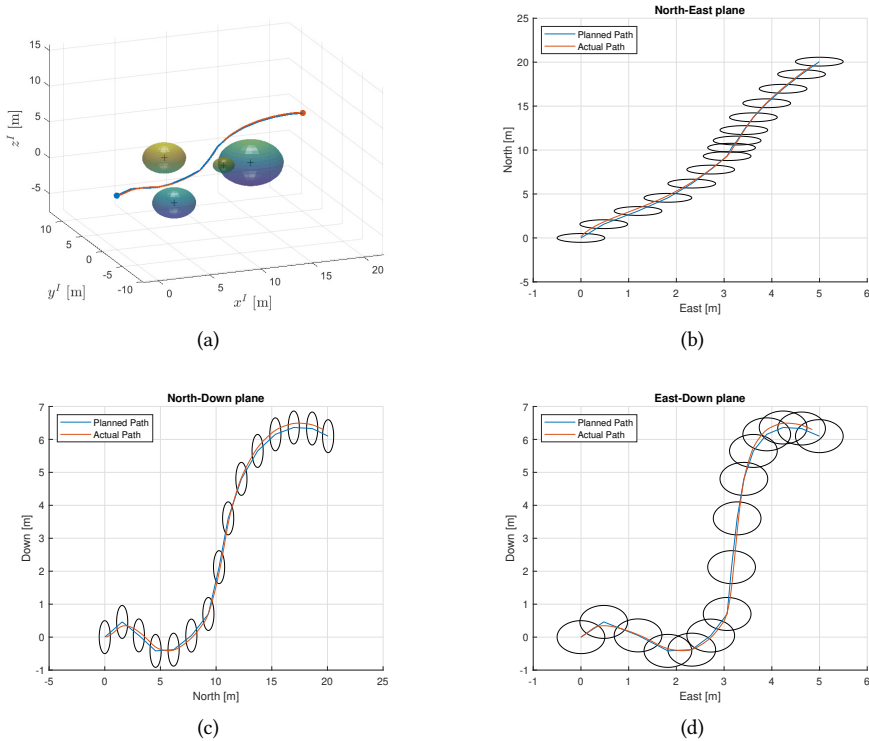 15
10
5
0
-5
z^I [m]
10
5
0
-5
-10
y^I [m]
0
5
10
15
20
x^I [m]
(a)
North-East plane
Planned Path
Actual Path
25
20
15
10
5
0
-5
North [m]
-1
0
1
2
3
4
5
6
East [m]
(b)
North-Down plane
Planned Path
Actual Path
7
6
5
4
3
2
1
0
-1
Down [m]
-5
0
5
10
15
20
25
North [m]
(c)
East-Down plane
Planned Path
Actual Path
7
6
5
4
3
2
1
0
-1
Down [m]
-1
0
1
2
3
4
5
6
East [m]
(d)